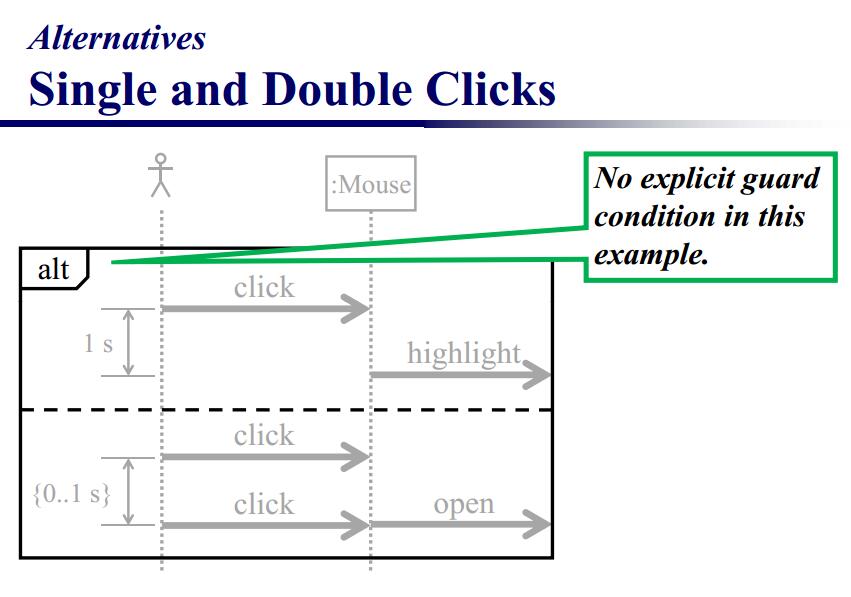 Alternatives
Single and Double Clicks
:Mouse
No explicit guard
condition in this
example.
alt
click
1 s
highlight
click
{0..1 s}
click
open